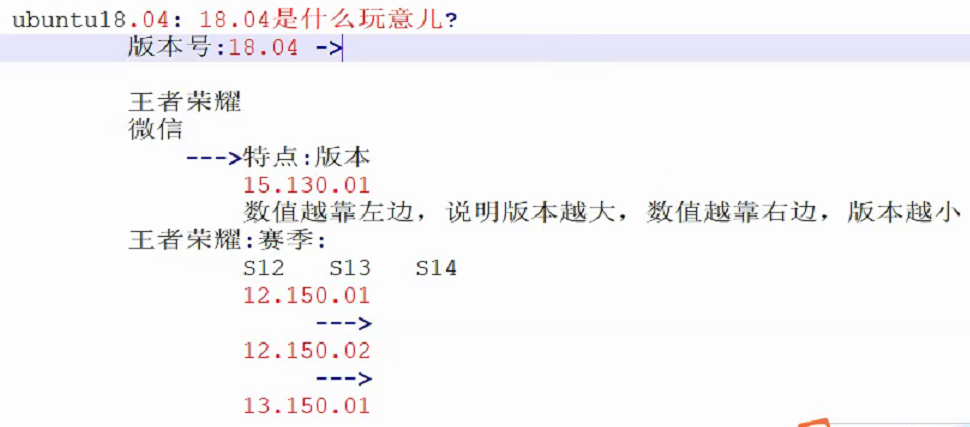 ubuntu18.04: 18.04是什么玩意儿?
版本号:18.04 ->
王者荣耀
微信
--->特点:版本
15.130.01
数值越靠左边，说明版本越大，数值越靠右边，版本越小
王者荣耀:赛季:
S12 S13 S14
12.150.01
--->
12.150.02
--->
13.150.01